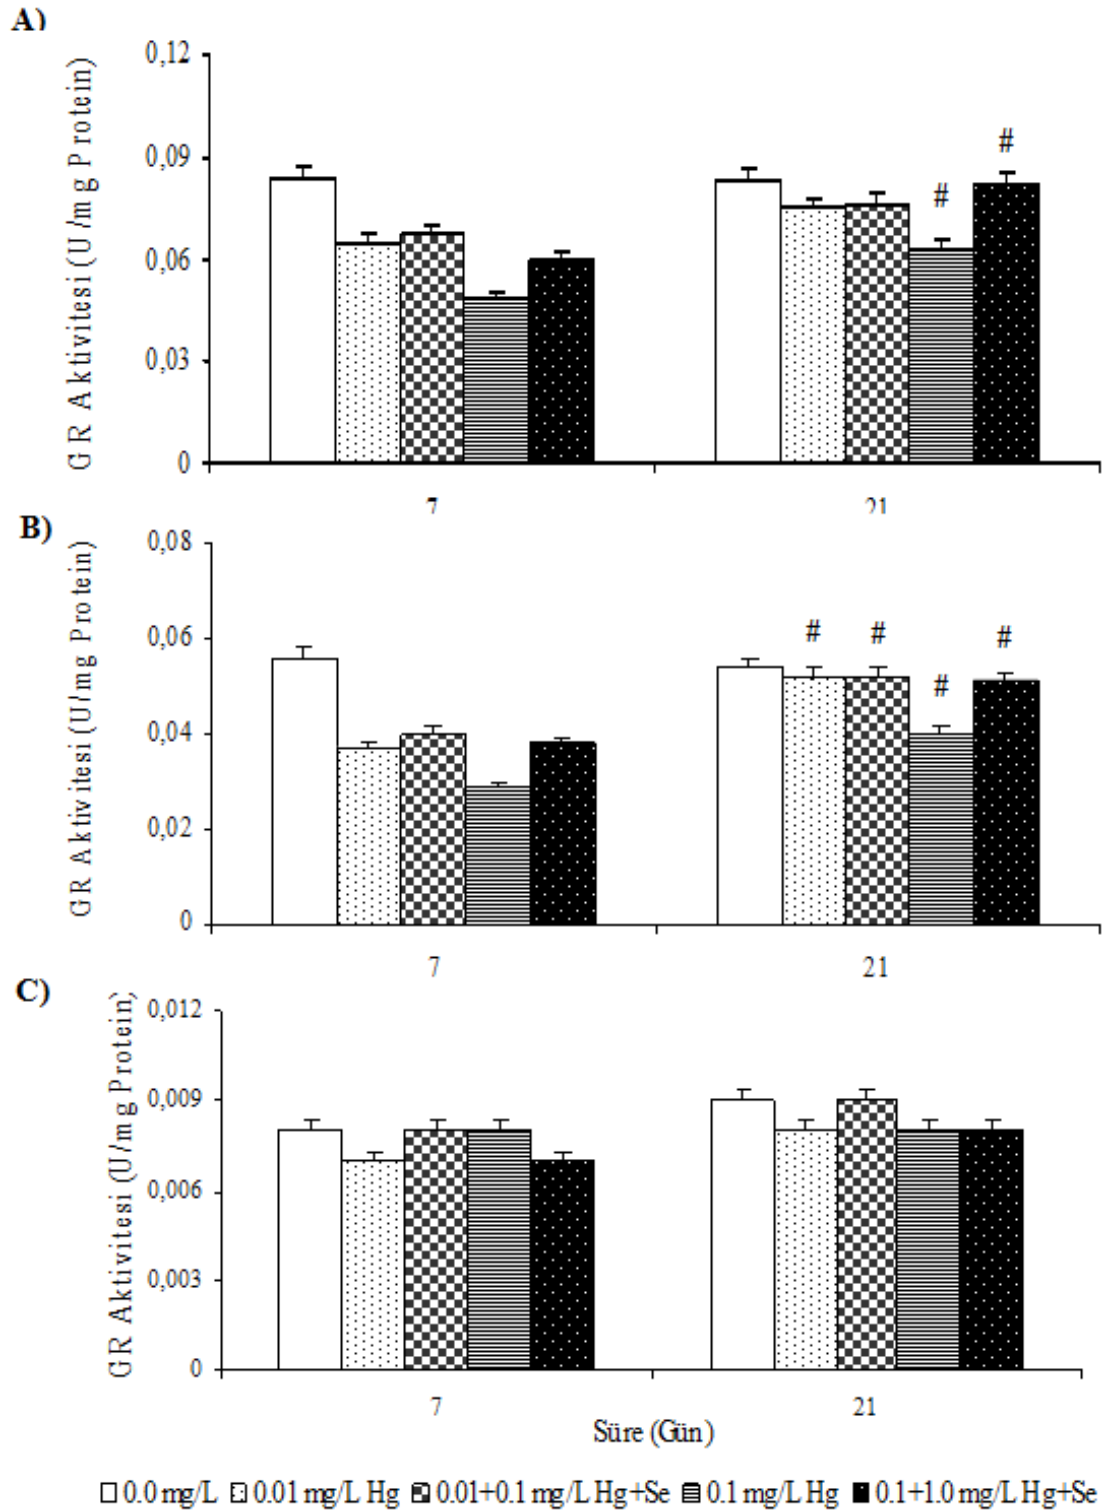 A)
GR Aktivitesi (U/mg Protein)
0,12
0,09
0,06
0,03
0
# #
7 21
B)
GR Aktivitesi (U/mg Protein)
0,08
0,06
0,04
0,02
0
# # # #
7 21
C)
GR Aktivitesi (U/mg Protein)
0,012
0,009
0,006
0,003
0
7 21
Süre (Gün)
0.0 mg/L 0.01 mg/L Hg 0.01+0.1 mg/L Hg+Se 0.1 mg/L Hg 0.1+1.0 mg/L Hg+Se